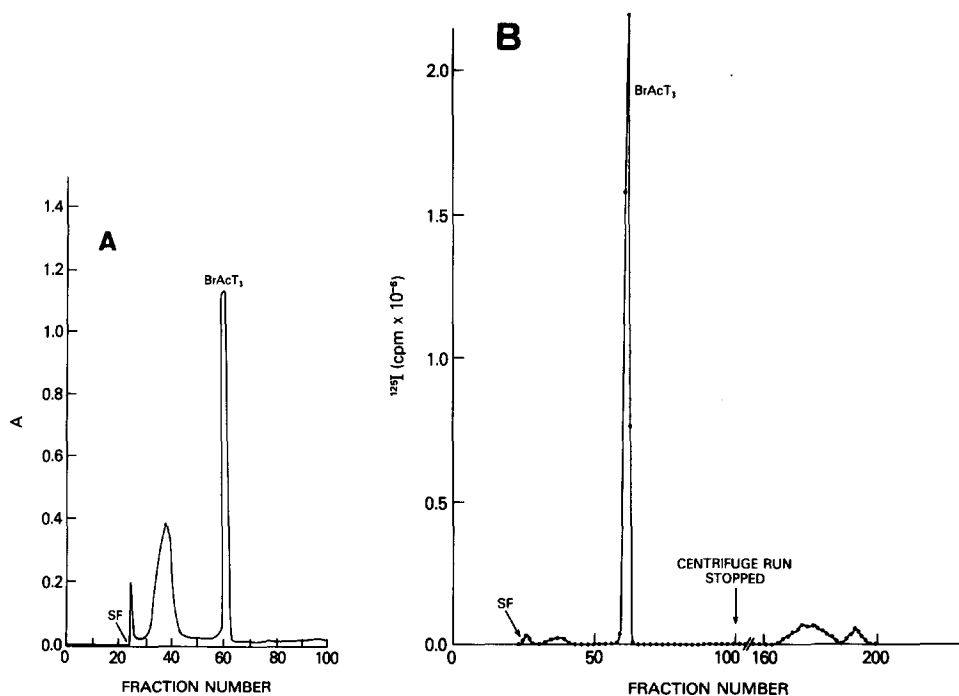 A
1.4
1.2
1.0
0.8
0.6
0.4
0.2
0.0
A
BrAcT₃
SF
0 20 40 60 80 100
FRACTION NUMBER
B
2.0
1.5
1.0
0.5
0
¹²⁵I (cpm x 10⁻⁶)
BrAcT₃
SF
CENTRIFUGE RUN
STOPPED
0 50 100 160 200
FRACTION NUMBER